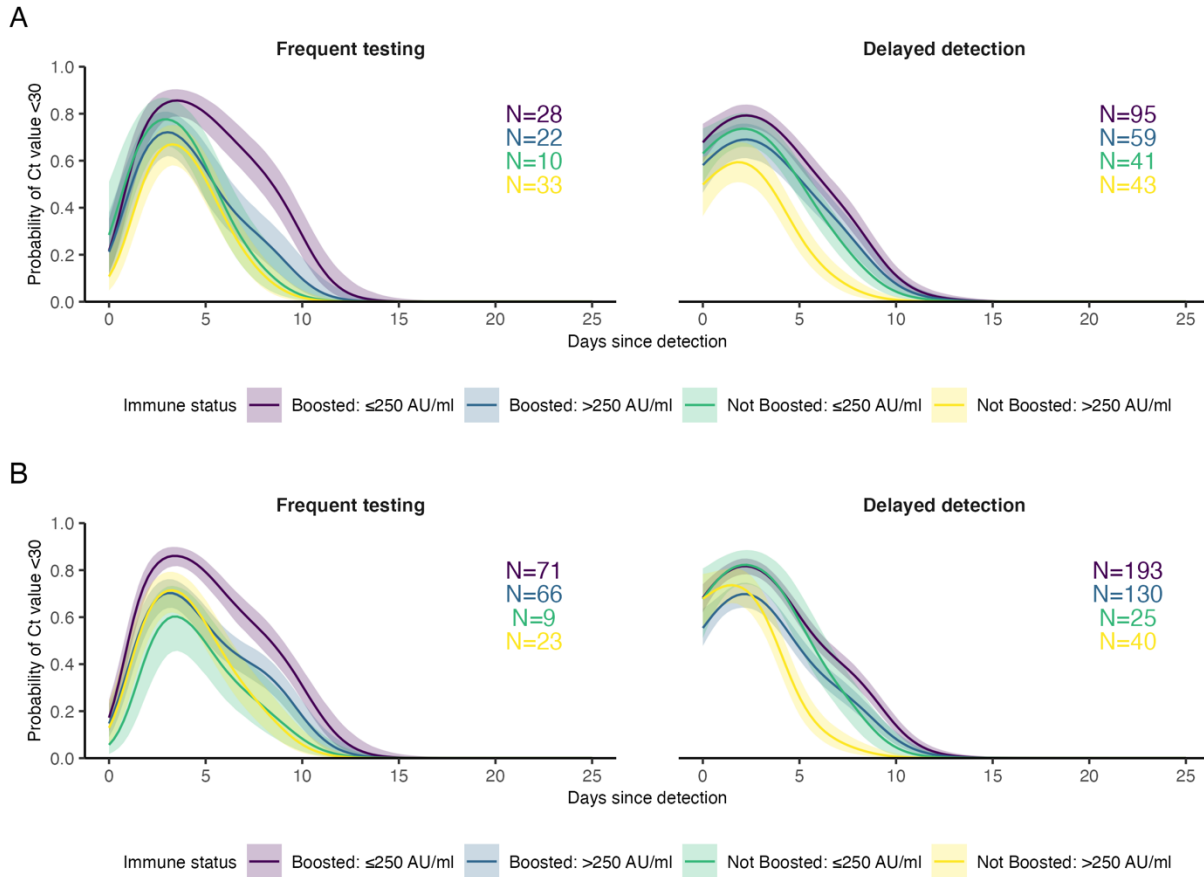 A
Frequent testing
Delayed detection
Probability of Ct value <30
1.0
0.8
0.6
0.4
0.2
0.0
N=28
N=22
N=10
N=33
N=95
N=59
N=41
N=43
0 5 10 15 20 25
0 5 10 15 20 25
Days since detection
Immune status Boosted: ≤250 AU/ml Boosted: >250 AU/ml Not Boosted: ≤250 AU/ml Not Boosted: >250 AU/ml
B
Frequent testing
Delayed detection
Probability of Ct value <30
1.0
0.8
0.6
0.4
0.2
0.0
N=71
N=66
N=9
N=23
N=193
N=130
N=25
N=40
0 5 10 15 20 25
0 5 10 15 20 25
Days since detection
Immune status Boosted: ≤250 AU/ml Boosted: >250 AU/ml Not Boosted: ≤250 AU/ml Not Boosted: >250 AU/ml